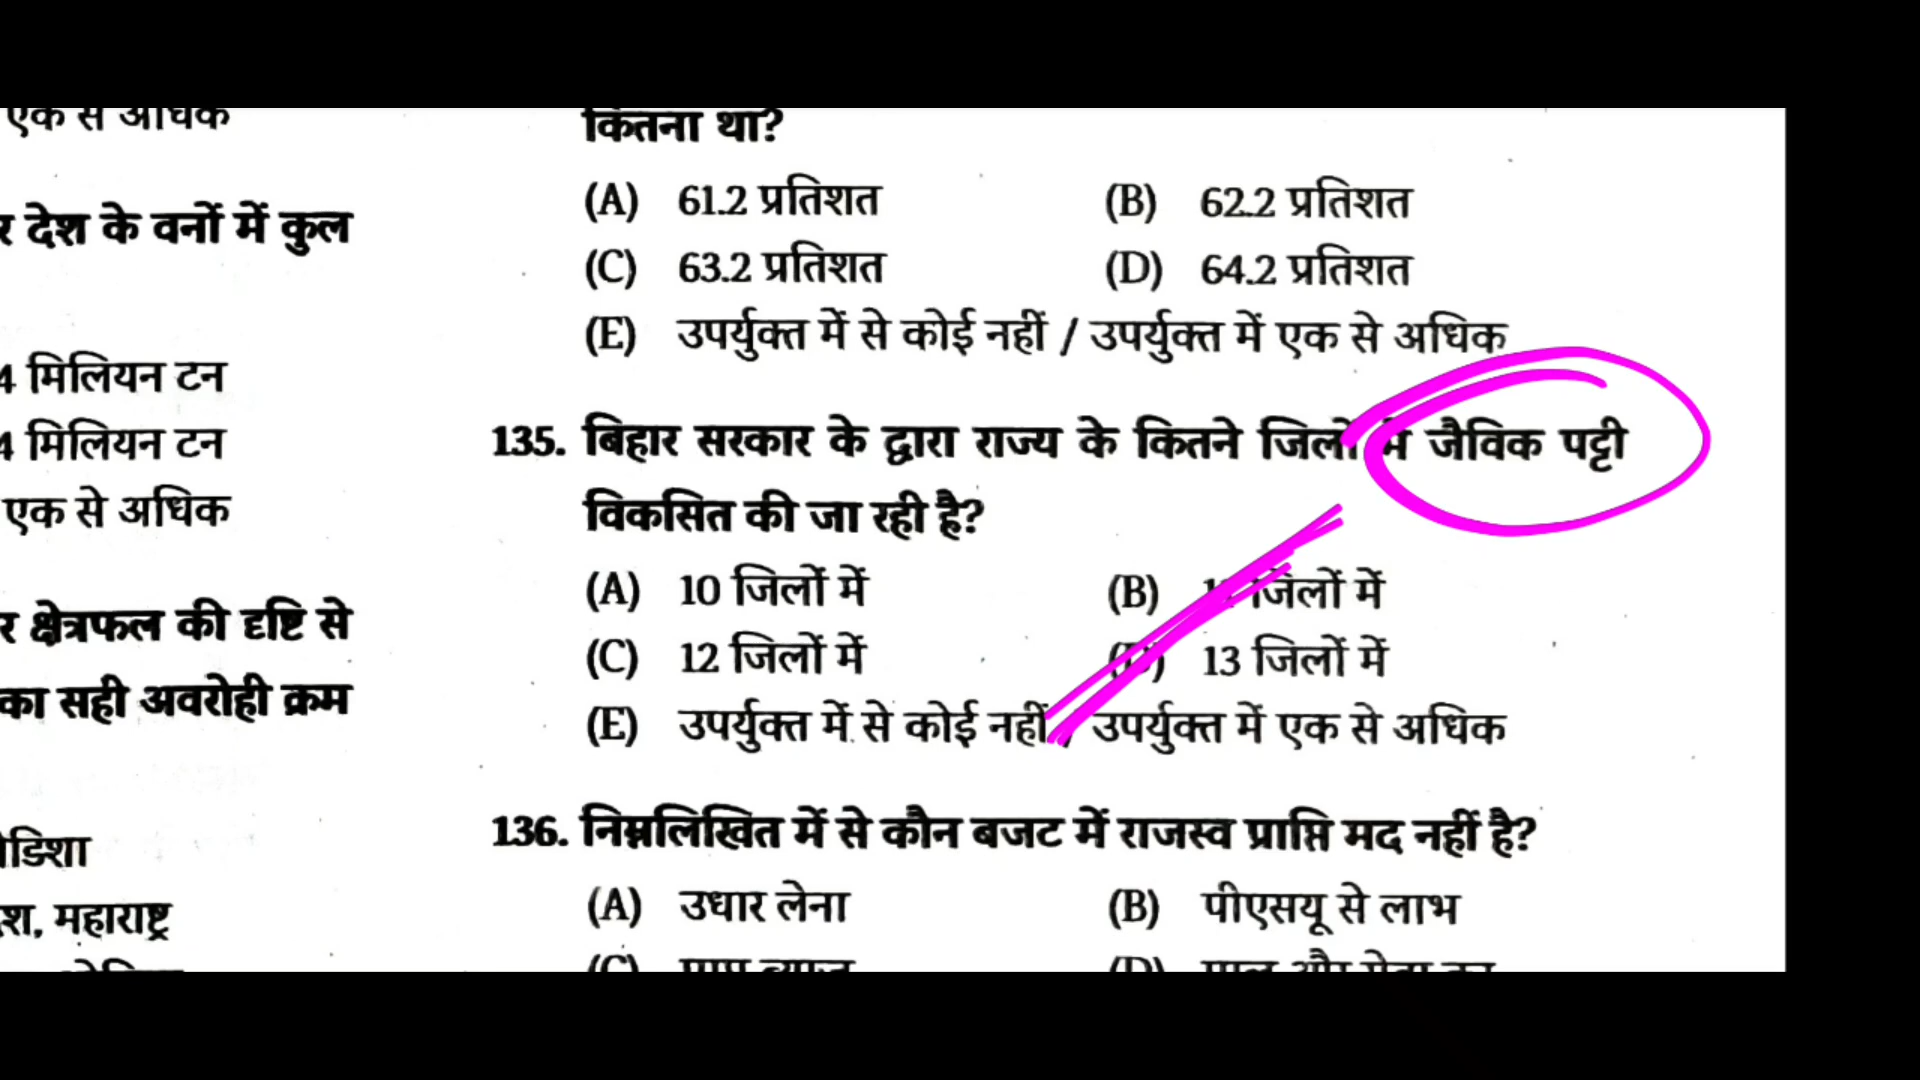 एक से अधिक
र देश के वनों में कुल
4 मिलियन टन
4 मिलियन टन
एक से अधिक
र क्षेत्रफल की दृष्टि से
का सही अवरोही क्रम
डिशा
श, महाराष्ट्र
कितना था?
(A) 61.2 प्रतिशत (B) 62.2 प्रतिशत
(C) 63.2 प्रतिशत (D) 64.2 प्रतिशत
(E) उपर्युक्त में से कोई नहीं / उपर्युक्त में एक से अधिक
135. बिहार सरकार के द्वारा राज्य के कितने जिलों में जैविक पट्टी
विकसित की जा रही है?
(A) 10 जिलों में (B) जिलों में
(C) 12 जिलों में (D) 13 जिलों में
(E) उपर्युक्त में से कोई नहीं / उपर्युक्त में एक से अधिक
136. निम्नलिखित में से कौन बजट में राजस्व प्राप्ति मद नहीं है?
(A) उधार लेना (B) पीएसयू से लाभ
(C) (D)